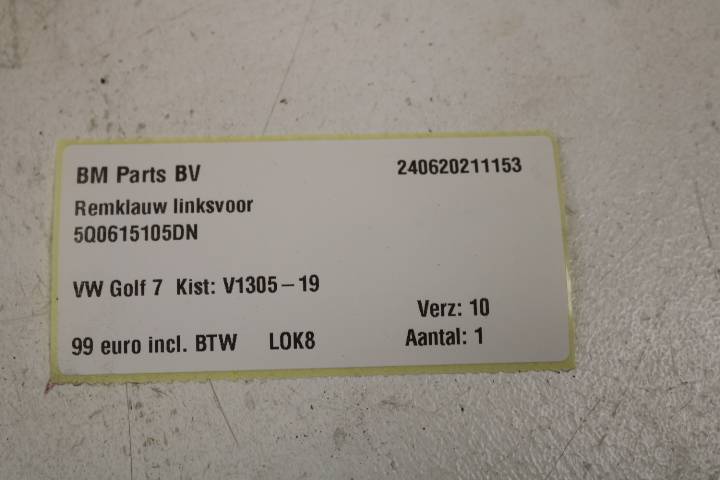 BM Parts BV 240620211153
Remklauw linksvoor
5Q0615105DN
VW Golf 7 Kist: V1305-19
Verz: 10
99 euro incl. BTW LOK8 Aantal: 1